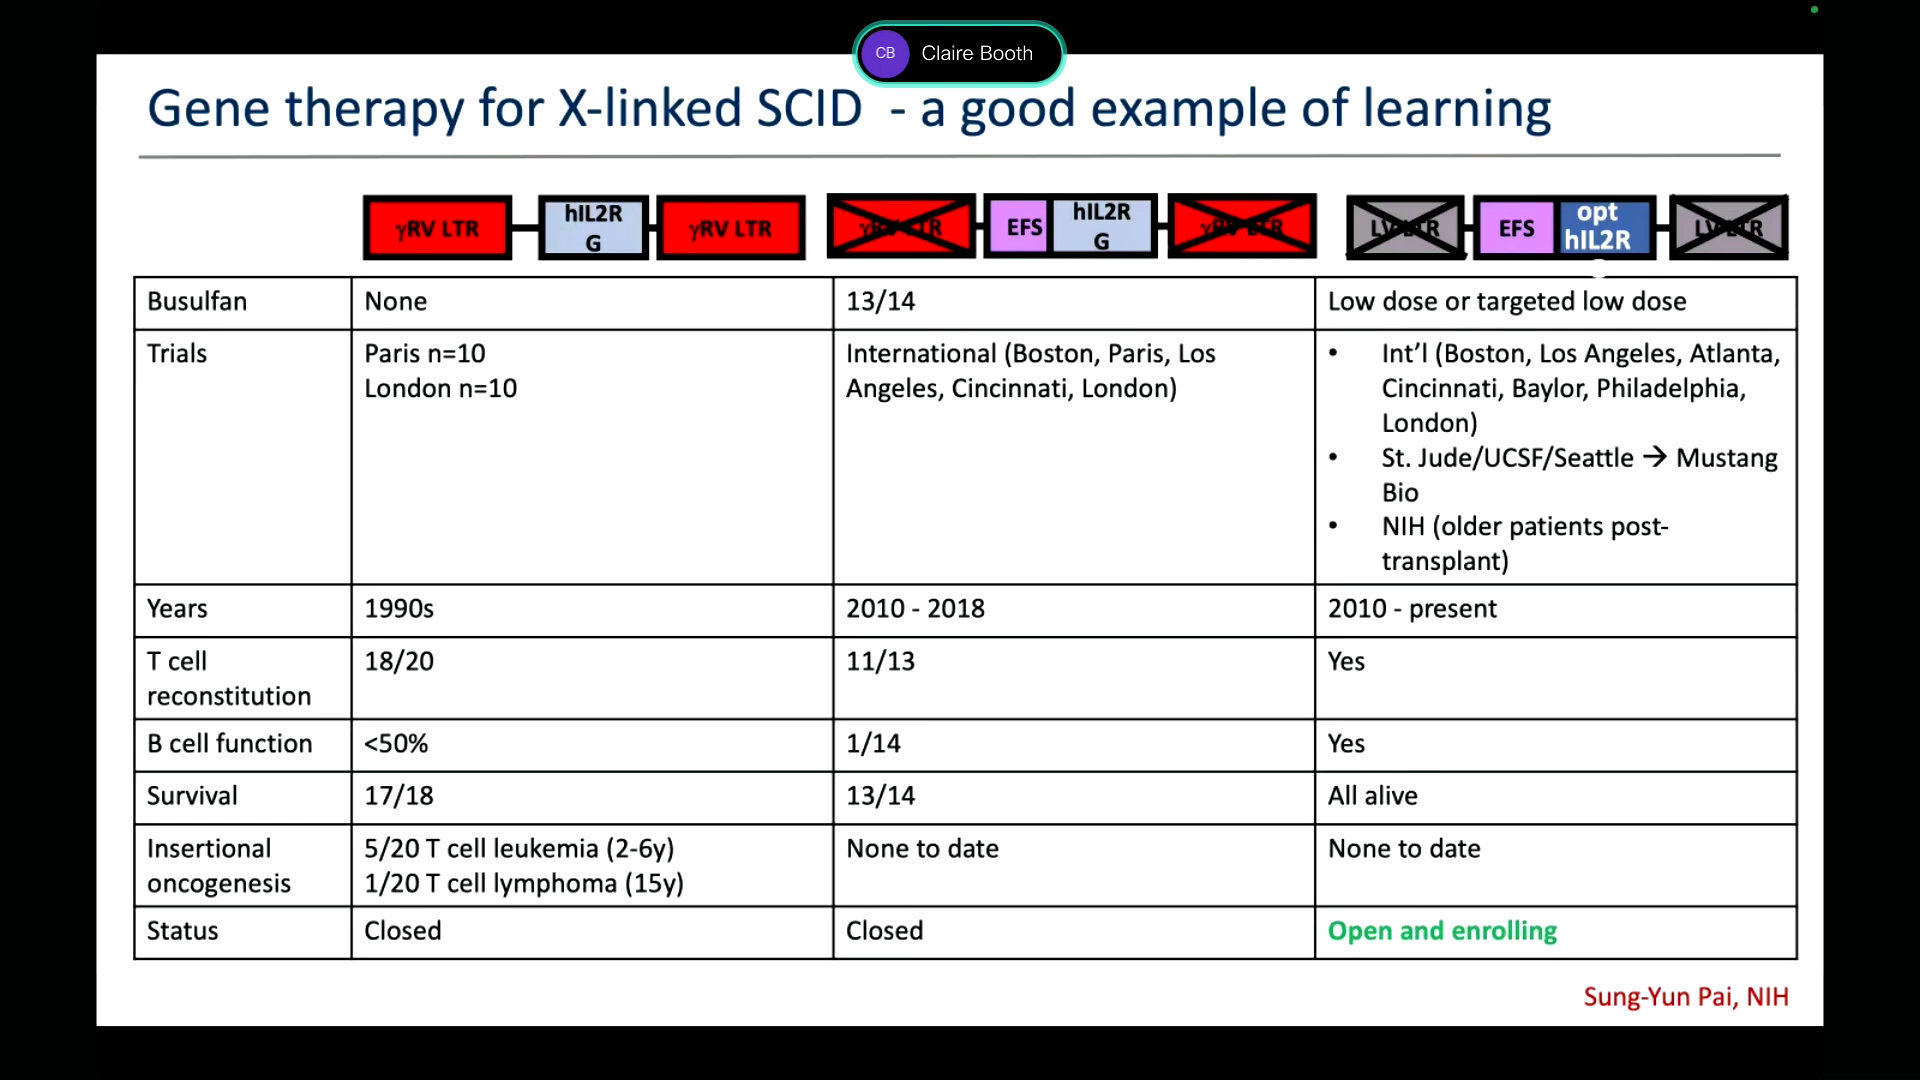 CB Claire Booth
Gene therapy for X-linked SCID - a good example of learning
γRV LTR
hIL2R
G
γRV LTR
EFS
hIL2R
G
EFS
opt
hIL2R
Busulfan
None
13/14
Low dose or targeted low dose
Trials
Paris n=10
London n=10
International (Boston, Paris, Los
Angeles, Cincinnati, London)
• Int'l (Boston, Los Angeles, Atlanta,
Cincinnati, Baylor, Philadelphia,
London)
• St. Jude/UCSF/Seattle → Mustang
Bio
• NIH (older patients post-
transplant)
Years
1990s
2010 - 2018
2010 - present
T cell
reconstitution
18/20
11/13
Yes
B cell function
<50%
1/14
Yes
Survival
17/18
13/14
All alive
Insertional
oncogenesis
5/20 T cell leukemia (2-6y)
1/20 T cell lymphoma (15y)
None to date
None to date
Status
Closed
Closed
Open and enrolling
Sung-Yun Pai, NIH